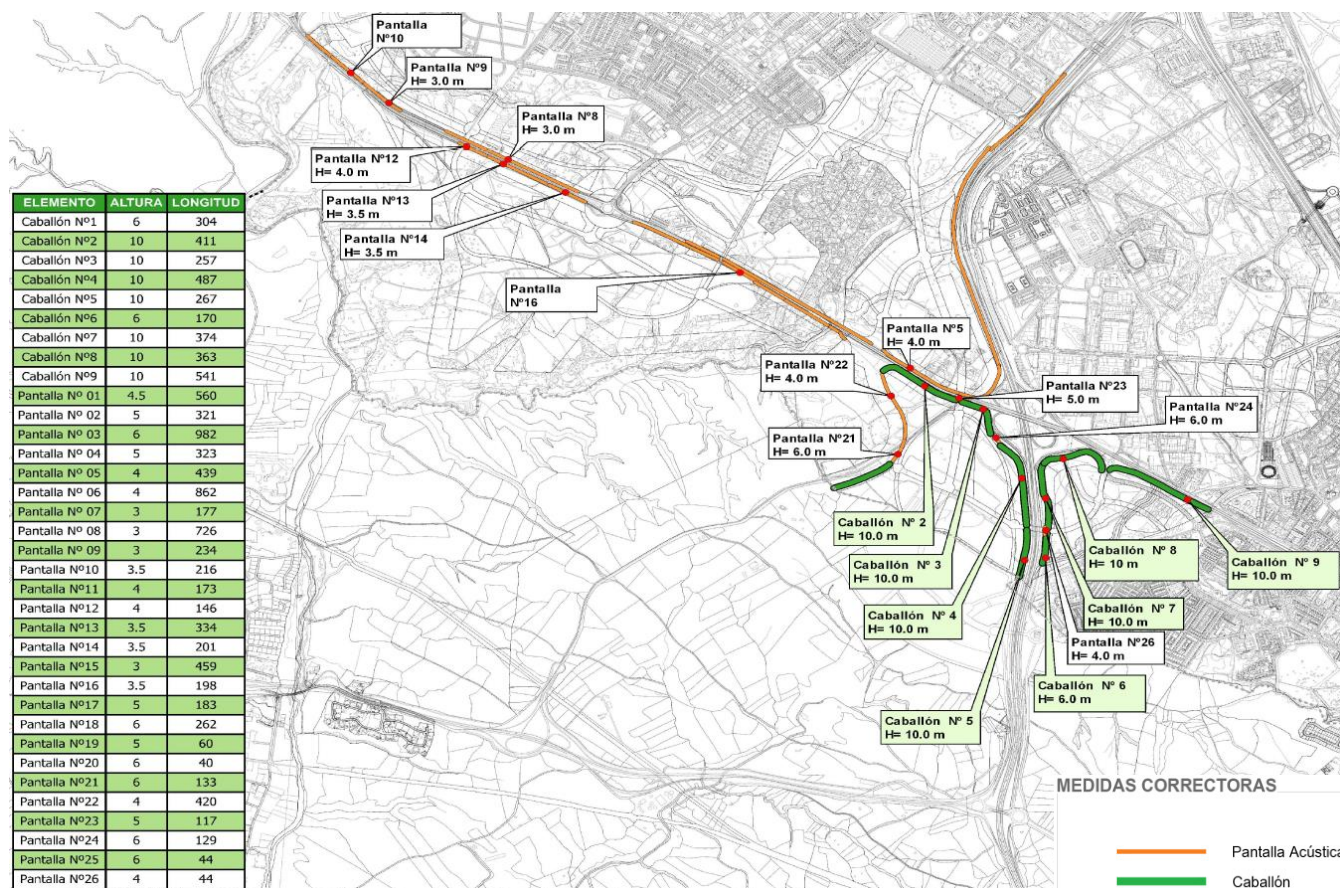 Pantalla
Nº10
Pantalla Nº9
H= 3.0 m
Pantalla Nº8
H= 3.0 m
Pantalla Nº12
H= 4.0 m
Pantalla Nº13
H= 3.5 m
Pantalla Nº14
H= 3.5 m
Pantalla
Nº16
Pantalla Nº5
H= 4.0 m
Pantalla Nº22
H= 4.0 m
Pantalla Nº23
H= 5.0 m
Pantalla Nº24
H= 6.0 m
Pantalla Nº21
H= 6.0 m
Caballón Nº 2
H= 10.0 m
Caballón Nº 3
H= 10.0 m
Caballón Nº 4
H= 10.0 m
Caballón Nº 5
H= 10.0 m
Caballón Nº 8
H= 10 m
Caballón Nº 9
H= 10.0 m
Caballón Nº 7
H= 10.0 m
Pantalla Nº26
H= 4.0 m
Caballón Nº 6
H= 6.0 m
ELEMENTO ALTURA LONGITUD
Caballón Nº1 6 304
Caballón Nº2 10 411
Caballón Nº3 10 257
Caballón Nº4 10 487
Caballón Nº5 10 267
Caballón Nº6 6 170
Caballón Nº7 10 374
Caballón Nº8 10 363
Caballón Nº9 10 541
Pantalla Nº 01 4.5 560
Pantalla Nº 02 5 321
Pantalla Nº 03 6 982
Pantalla Nº 04 5 323
Pantalla Nº 05 4 439
Pantalla Nº 06 4 862
Pantalla Nº 07 3 177
Pantalla Nº 08 3 726
Pantalla Nº 09 3 234
Pantalla Nº10 3.5 216
Pantalla Nº11 4 173
Pantalla Nº12 4 146
Pantalla Nº13 3.5 334
Pantalla Nº14 3.5 201
Pantalla Nº15 3 459
Pantalla Nº16 3.5 198
Pantalla Nº17 5 183
Pantalla Nº18 6 262
Pantalla Nº19 5 60
Pantalla Nº20 6 40
Pantalla Nº21 6 133
Pantalla Nº22 4 420
Pantalla Nº23 5 117
Pantalla Nº24 6 129
Pantalla Nº25 6 44
Pantalla Nº26 4 44
MEDIDAS CORRECTORAS
Pantalla Acústica
Caballón